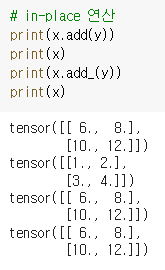 # in-place 연산
print(x.add(y))
print(x)
print(x.add_(y))
print(x)
tensor([[ 6.,  8.],
        [10., 12.]])
tensor([[1., 2.],
        [3., 4.]])
tensor([[ 6.,  8.],
        [10., 12.]])
tensor([[ 6.,  8.],
        [10., 12.]])